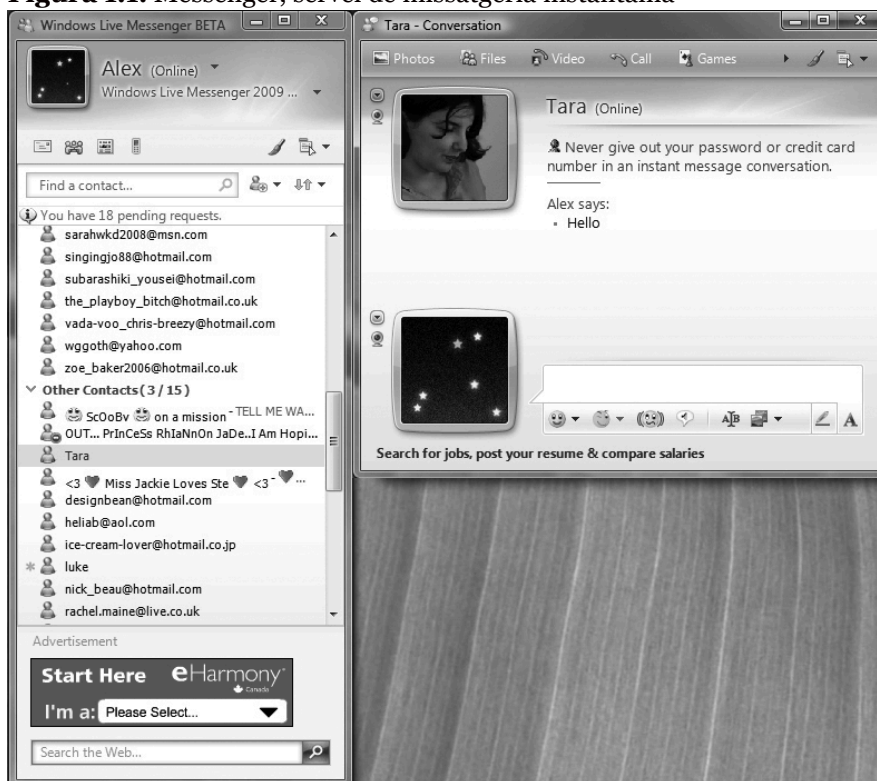 Figura 1.1. Messenger, servei de missatgeria instantània
Windows Live Messenger BETA
Alex (Online)
Windows Live Messenger 2009 ...
Find a contact...
You have 18 pending requests.
sarahwkd2008@msn.com
singingjo88@hotmail.com
subarashiki_yousei@hotmail.com
the_playboy_bitch@hotmail.co.uk
vada-voo_chris-breezy@hotmail.com
wggoth@yahoo.com
zoe_baker2006@hotmail.co.uk
Other Contacts (3 / 15)
ScOoBv on a mission - TELL ME WA...
OUT... PrInCeSs RhIaNnOn JaDe..I Am Hopi...
Tara
<3 Miss Jackie Loves Ste <3 - ...
designbean@hotmail.com
heliab@aol.com
ice-cream-lover@hotmail.co.jp
luke
nick_beau@hotmail.com
rachel.maine@live.co.uk
Advertisement
Start Here eHarmony
Canada
I'm a: Please Select...
Search the Web...
Tara - Conversation
Photos Files Video Call Games
Tara (Online)
Never give out your password or credit card
number in an instant message conversation.
Alex says:
Hello
Search for jobs, post your resume & compare salaries